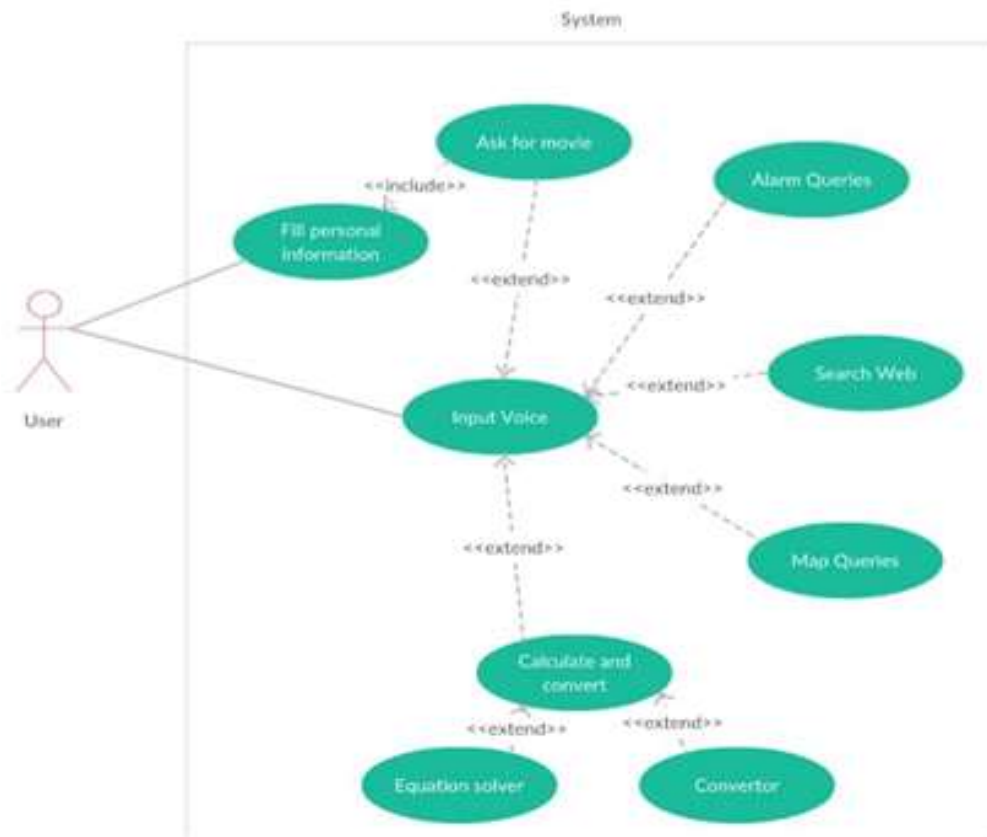 System
Ask for movie
Alarm Queries
<<include>>
Fill personal
information
<<extend>>
<<extend>>
Search Web
<<extend>>
User
Input Voice
<<extend>>
<<extend>>
Map Queries
Calculate and
convert
<<extend>>
<<extend>>
Equation solver
Convertor